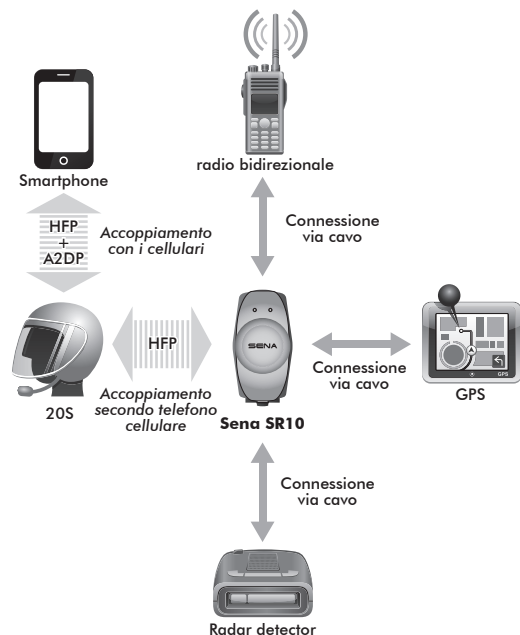 radio bidirezionale
Smartphone
HFP
+
A2DP
Accoppiamento
con i cellulari
Connessione
via cavo
HFP
SENA
Connessione
via cavo
GPS
GPS
20S
Accoppiamento
secondo telefono
cellulare
Sena SR10
Connessione
via cavo
Radar detector